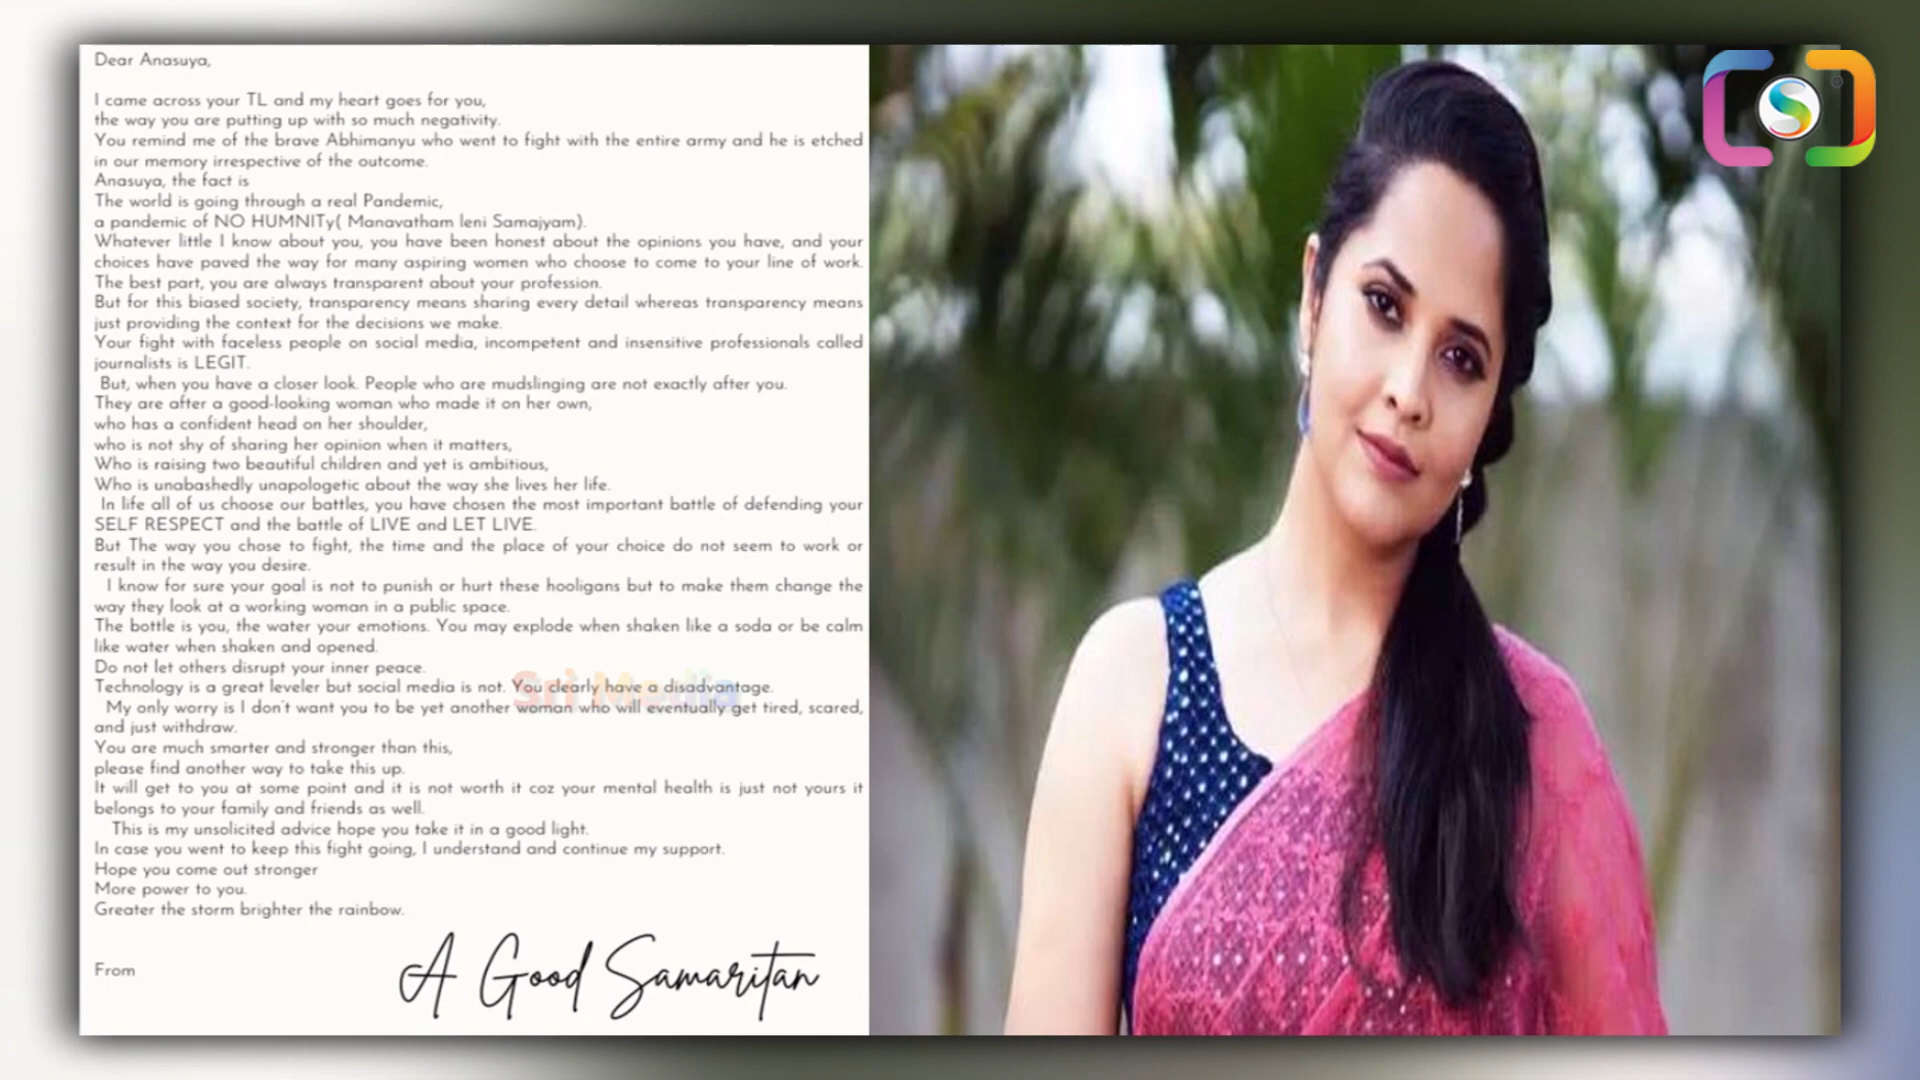 Dear Anasuya,
I came across your TL and my heart goes for you,
the way you are putting up with so much negativity.
You remind me of the brave Abhimanyu who went to fight with the entire army and he is etched
in our memory irrespective of the outcome.
Anasuya, the fact is
The world is going through a real Pandemic,
a pandemic of NO HUMNITy( Manavatham leni Samajyam).
Whatever little I know about you, you have been honest about the opinions you have, and your
choices have paved the way for many aspiring women who choose to come to your line of work.
The best part, you are always transparent about your profession.
But for this biased society, transparency means sharing every detail whereas transparency means
just providing the context for the decisions we make.
Your fight with faceless people on social media, incompetent and insensitive professionals called
journalists is LEGIT.
But, when you have a closer look. People who are mudslinging are not exactly after you.
They are after a good-looking woman who made it on her own,
who has a confident head on her shoulder,
who is not shy of sharing her opinion when it matters,
Who is raising two beautiful children and yet is ambitious,
Who is unabashedly unapologetic about the way she lives her life.
In life all of us choose our battles, you have chosen the most important battle of defending your
SELF RESPECT and the battle of LIVE and LET LIVE.
But The way you chose to fight, the time and the place of your choice do not seem to work or
result in the way you desire.
I know for sure your goal is not to punish or hurt these hooligans but to make them change the
way they look at a working woman in a public space.
The bottle is you, the water your emotions. You may explode when shaken like a soda or be calm
like water when shaken and opened.
Do not let others disrupt your inner peace.
Technology is a great leveler but social media is not. You clearly have a disadvantage.
My only worry is I don't want you to be yet another woman who will eventually get tired, scared,
and just withdraw.
You are much smarter and stronger than this,
please find another way to take this up.
It will get to you at some point and it is not worth it coz your mental health is just not yours it
belongs to your family and friends as well.
This is my unsolicited advice hope you take it in a good light.
In case you went to keep this fight going, I understand and continue my support.
Hope you come out stronger
More power to you.
Greater the storm brighter the rainbow.
From
A Good Samaritan
Sri Media
S